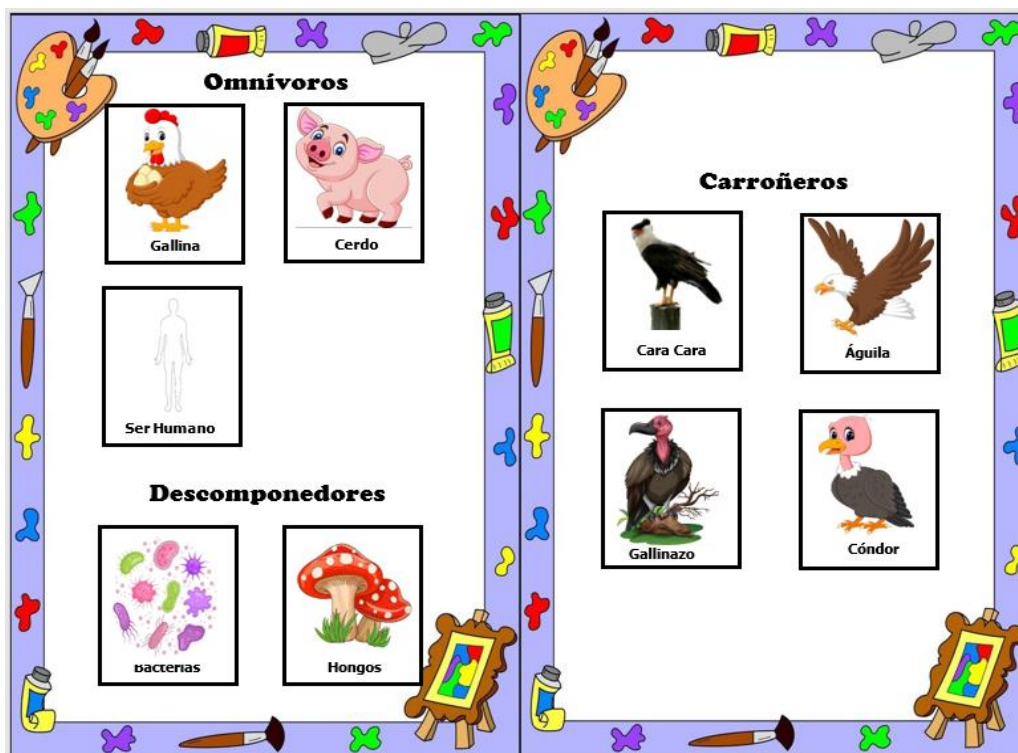 Omnívoros
Gallina
Cerdo
Ser Humano
Descomponedores
Bacterias
Hongos
Carroñeros
Cara Cara
Águila
Gallinazo
Cóndor